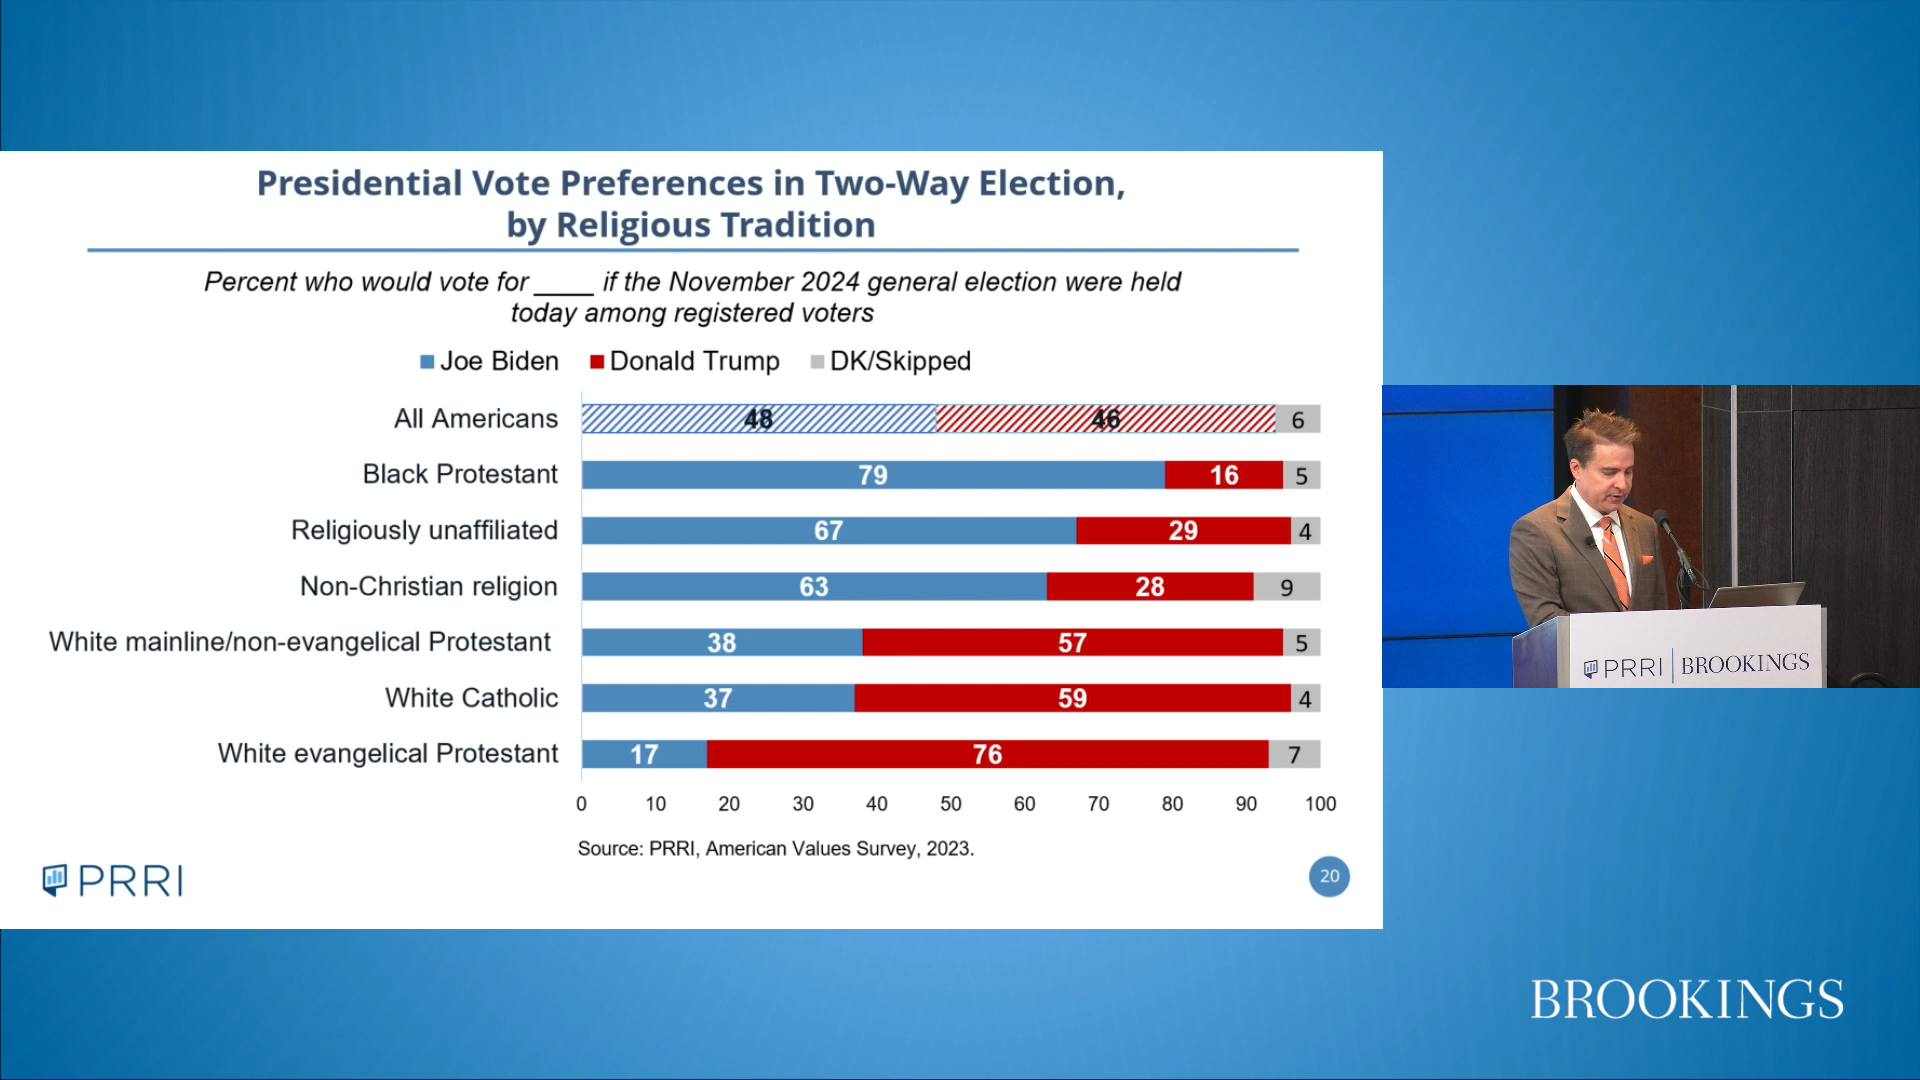 Presidential Vote Preferences in Two-Way Election,
by Religious Tradition
Percent who would vote for ____ if the November 2024 general election were held
today among registered voters
Joe Biden Donald Trump DK/Skipped
All Americans 48 46 6
Black Protestant 79 16 5
Religiously unaffiliated 67 29 4
Non-Christian religion 63 28 9
White mainline/non-evangelical Protestant 38 57 5
White Catholic 37 59 4
White evangelical Protestant 17 76 7
0 10 20 30 40 50 60 70 80 90 100
Source: PRRI, American Values Survey, 2023.
PRRI
20
PRRI BROOKINGS
BROOKINGS